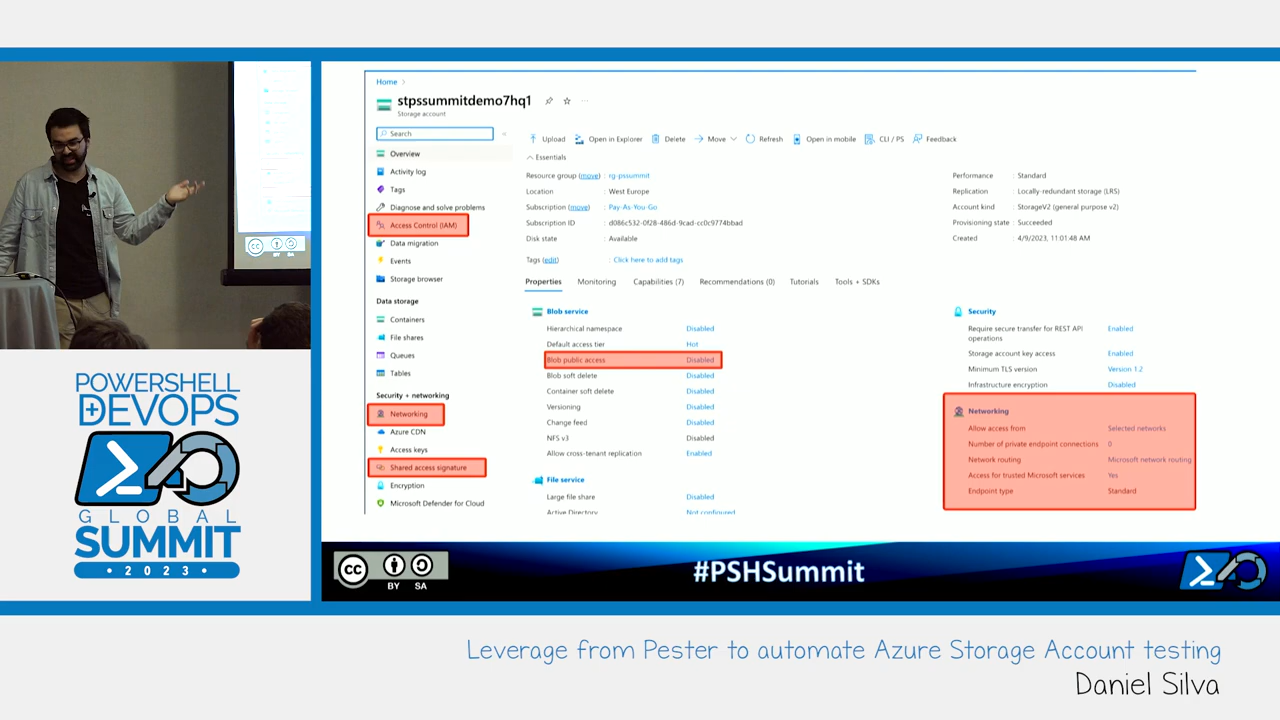 Home >
stpssummitdemo7hq1
Storage account
Search
Overview
Activity log
Tags
Diagnose and solve problems
Access Control (IAM)
Data migration
Events
Storage browser
Data storage
Containers
File shares
Queues
Tables
Security + networking
Networking
Azure CDN
Access keys
Shared access signature
Encryption
Microsoft Defender for Cloud
Upload Open in Explorer Delete Move Refresh Open in mobile CLI / PS Feedback
Essentials
Resource group (move) : rg-pssummit
Location : West Europe
Subscription (move) : Pay-As-You-Go
Subscription ID : d086c532-0f28-486d-9cad-cc0c9774bbad
Disk state : Available
Tags (edit) : Click here to add tags
Performance : Standard
Replication : Locally-redundant storage (LRS)
Account kind : StorageV2 (general purpose v2)
Provisioning state : Succeeded
Created : 4/9/2023, 11:01:48 AM
Properties Monitoring Capabilities (7) Recommendations (0) Tutorials Tools + SDKs
Blob service
Hierarchical namespace Disabled
Default access tier Hot
Blob public access Disabled
Blob soft delete Disabled
Container soft delete Disabled
Versioning Disabled
Change feed Disabled
NFS v3 Disabled
Allow cross-tenant replication Enabled
File service
Large file share Disabled
Active Directory Not configured
Security
Require secure transfer for REST API Enabled
operations
Storage account key access Enabled
Minimum TLS version Version 1.2
Infrastructure encryption Disabled
Networking
Allow access from Selected networks
Number of private endpoint connections 0
Network routing Microsoft network routing
Access for trusted Microsoft services Yes
Endpoint type Standard
POWERSHELL
+DEVOPS
GLOBAL
SUMMIT
• 2023 •
cc
BY SA
#PSHSummit
Leverage from Pester to automate Azure Storage Account testing
Daniel Silva